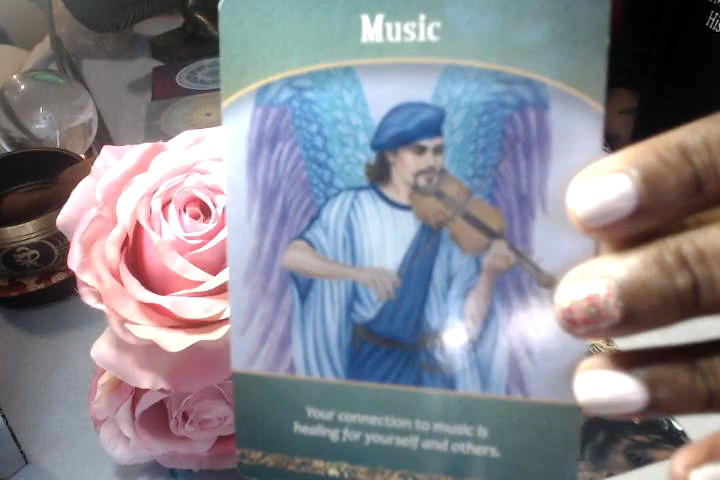 Music
Your connection to music is
healing for yourself and others.